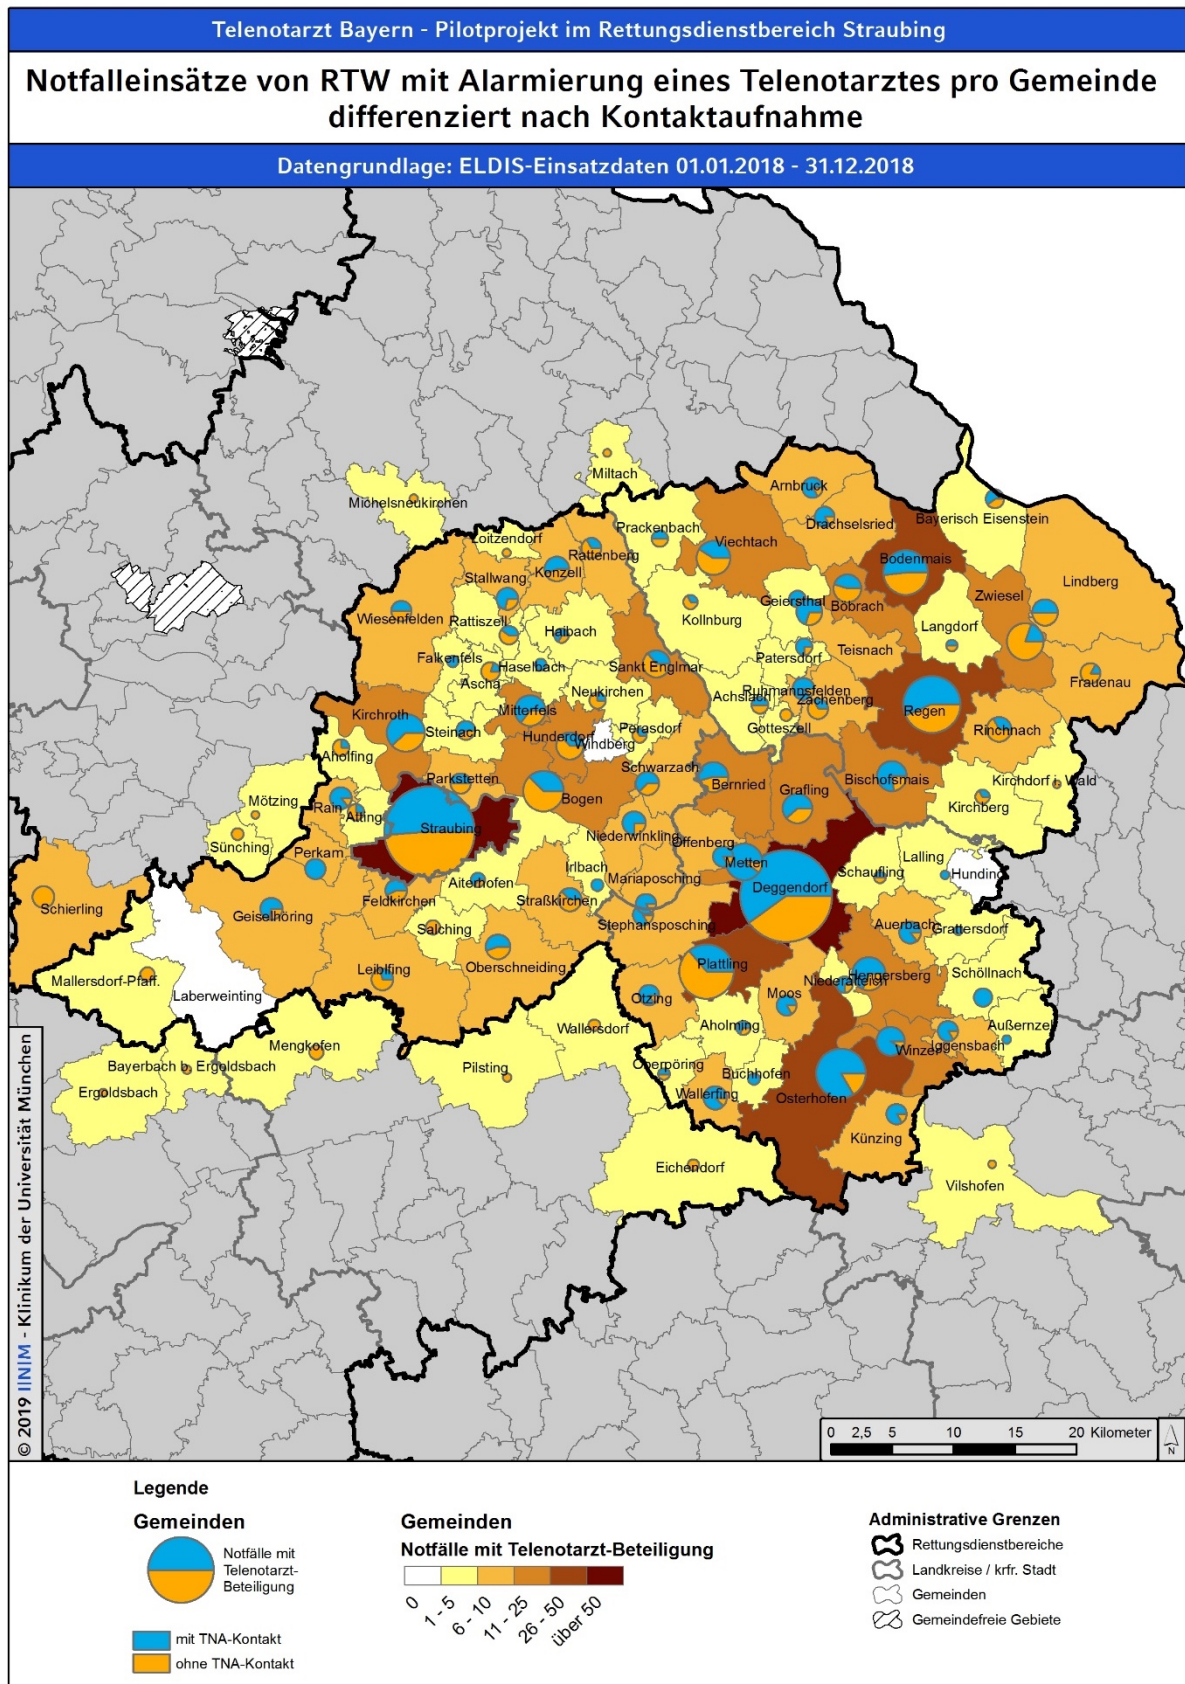 Telenotarzt Bayern - Pilotprojekt im Rettungsdienstbereich Straubing
Notfalleinsätze von RTW mit Alarmierung eines Telenotarztes pro Gemeinde
differenziert nach Kontaktaufnahme
Datengrundlage: ELDIS-Einsatzdaten 01.01.2018 - 31.12.2018
Miltach
Michelsneukirchen
Arnbruck
Drachselsried
Bayerisch Eisenstein
Prackenbach
Viechtach
Loitzendorf
Rattenberg
Bodenmais
Lindberg
Stallwang
Konzell
Zwiesel
Wiesenfelden
Rattiszell
Haibach
Kollnburg
Geiersthal
Böbrach
Langdorf
Teisnach
Falkenfels
Haselbach
Sankt Englmar
Patersdorf
Ascha
Frauenau
Neukirchen
Achslach
Ruhmannsfelden
Zachenberg
Regen
Kirchroth
Mitterfels
Steinach
Hunderdorf
Windberg
Perasdorf
Gotteszell
Rinchnach
Aholfing
Schwarzach
Parkstetten
Bernried
Grafling
Bischofsmais
Kirchdorf i. Wald
Mötzing
Rain
Atting
Bogen
Kirchberg
Straubing
Niederwinkling
Offenberg
Sünching
Perkam
Irlbach
Metten
Lalling
Schaufling
Hunding
Aiterhofen
Mariaposching
Deggendorf
Schierling
Geiselhöring
Feldkirchen
Straßkirchen
Salching
Stephansposching
Auerbach
Grattersdorf
Mallersdorf-Pfaff.
Leiblfing
Oberschneiding
Plattling
Niederalteich
Hengersberg
Schöllnach
Laberweinting
Otzing
Moos
Außernzell
Wallersdorf
Aholming
Mengkofen
Winzer
Iggensbach
Bayerbach b. Ergoldsbach
Pilsting
Oberpöring
Buchhofen
Ergoldsbach
Wallerfing
Osterhofen
Künzing
Eichendorf
Vilshofen
© 2019 INM - Klinikum der Universität München
0 2,5 5 10 15 20 Kilometer
N
Legende
Gemeinden
Notfälle mit
Telenotarzt-
Beteiligung
mit TNA-Kontakt
ohne TNA-Kontakt
Gemeinden
Notfälle mit Telenotarzt-Beteiligung
0
1 - 5
6 - 10
11 - 25
26 - 50
über 50
Administrative Grenzen
Rettungsdienstbereiche
Landkreise / krfr. Stadt
Gemeinden
Gemeindefreie Gebiete